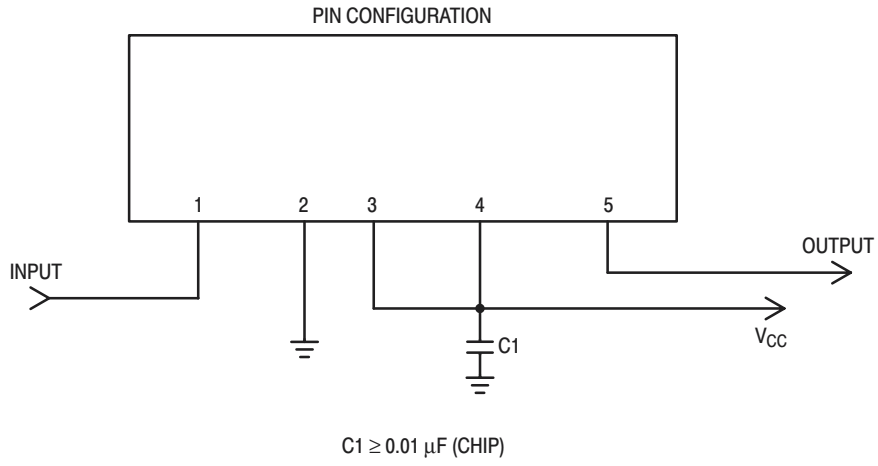 PIN CONFIGURATION
1 2 3 4 5
INPUT
OUTPUT
VCC
C1
C1 ≥ 0.01 μF (CHIP)